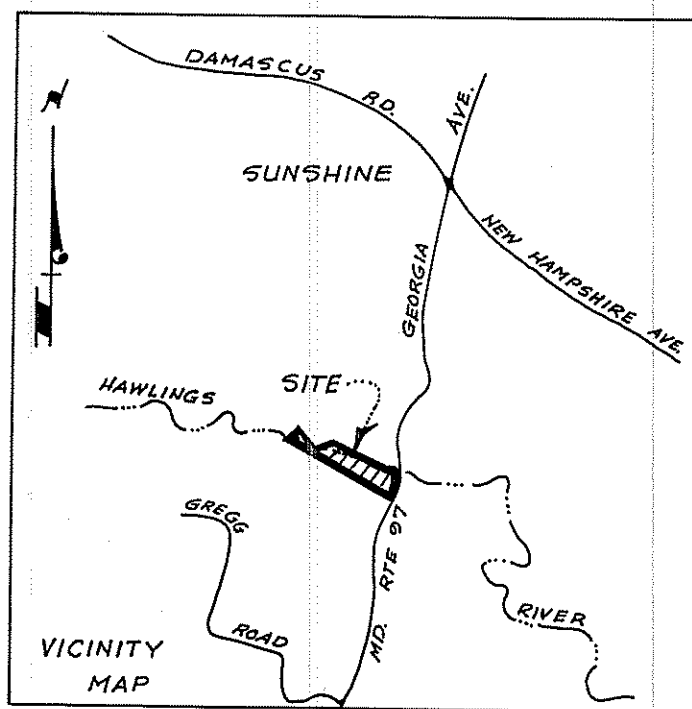 DAMASCUS RD.
AVE.
SUNSHINE
NEW HAMPSHIRE AVE.
GEORGIA
SITE
HAWLINGS
GREGG
MD. RTE 97
ROAD
RIVER
VICINITY
MAP